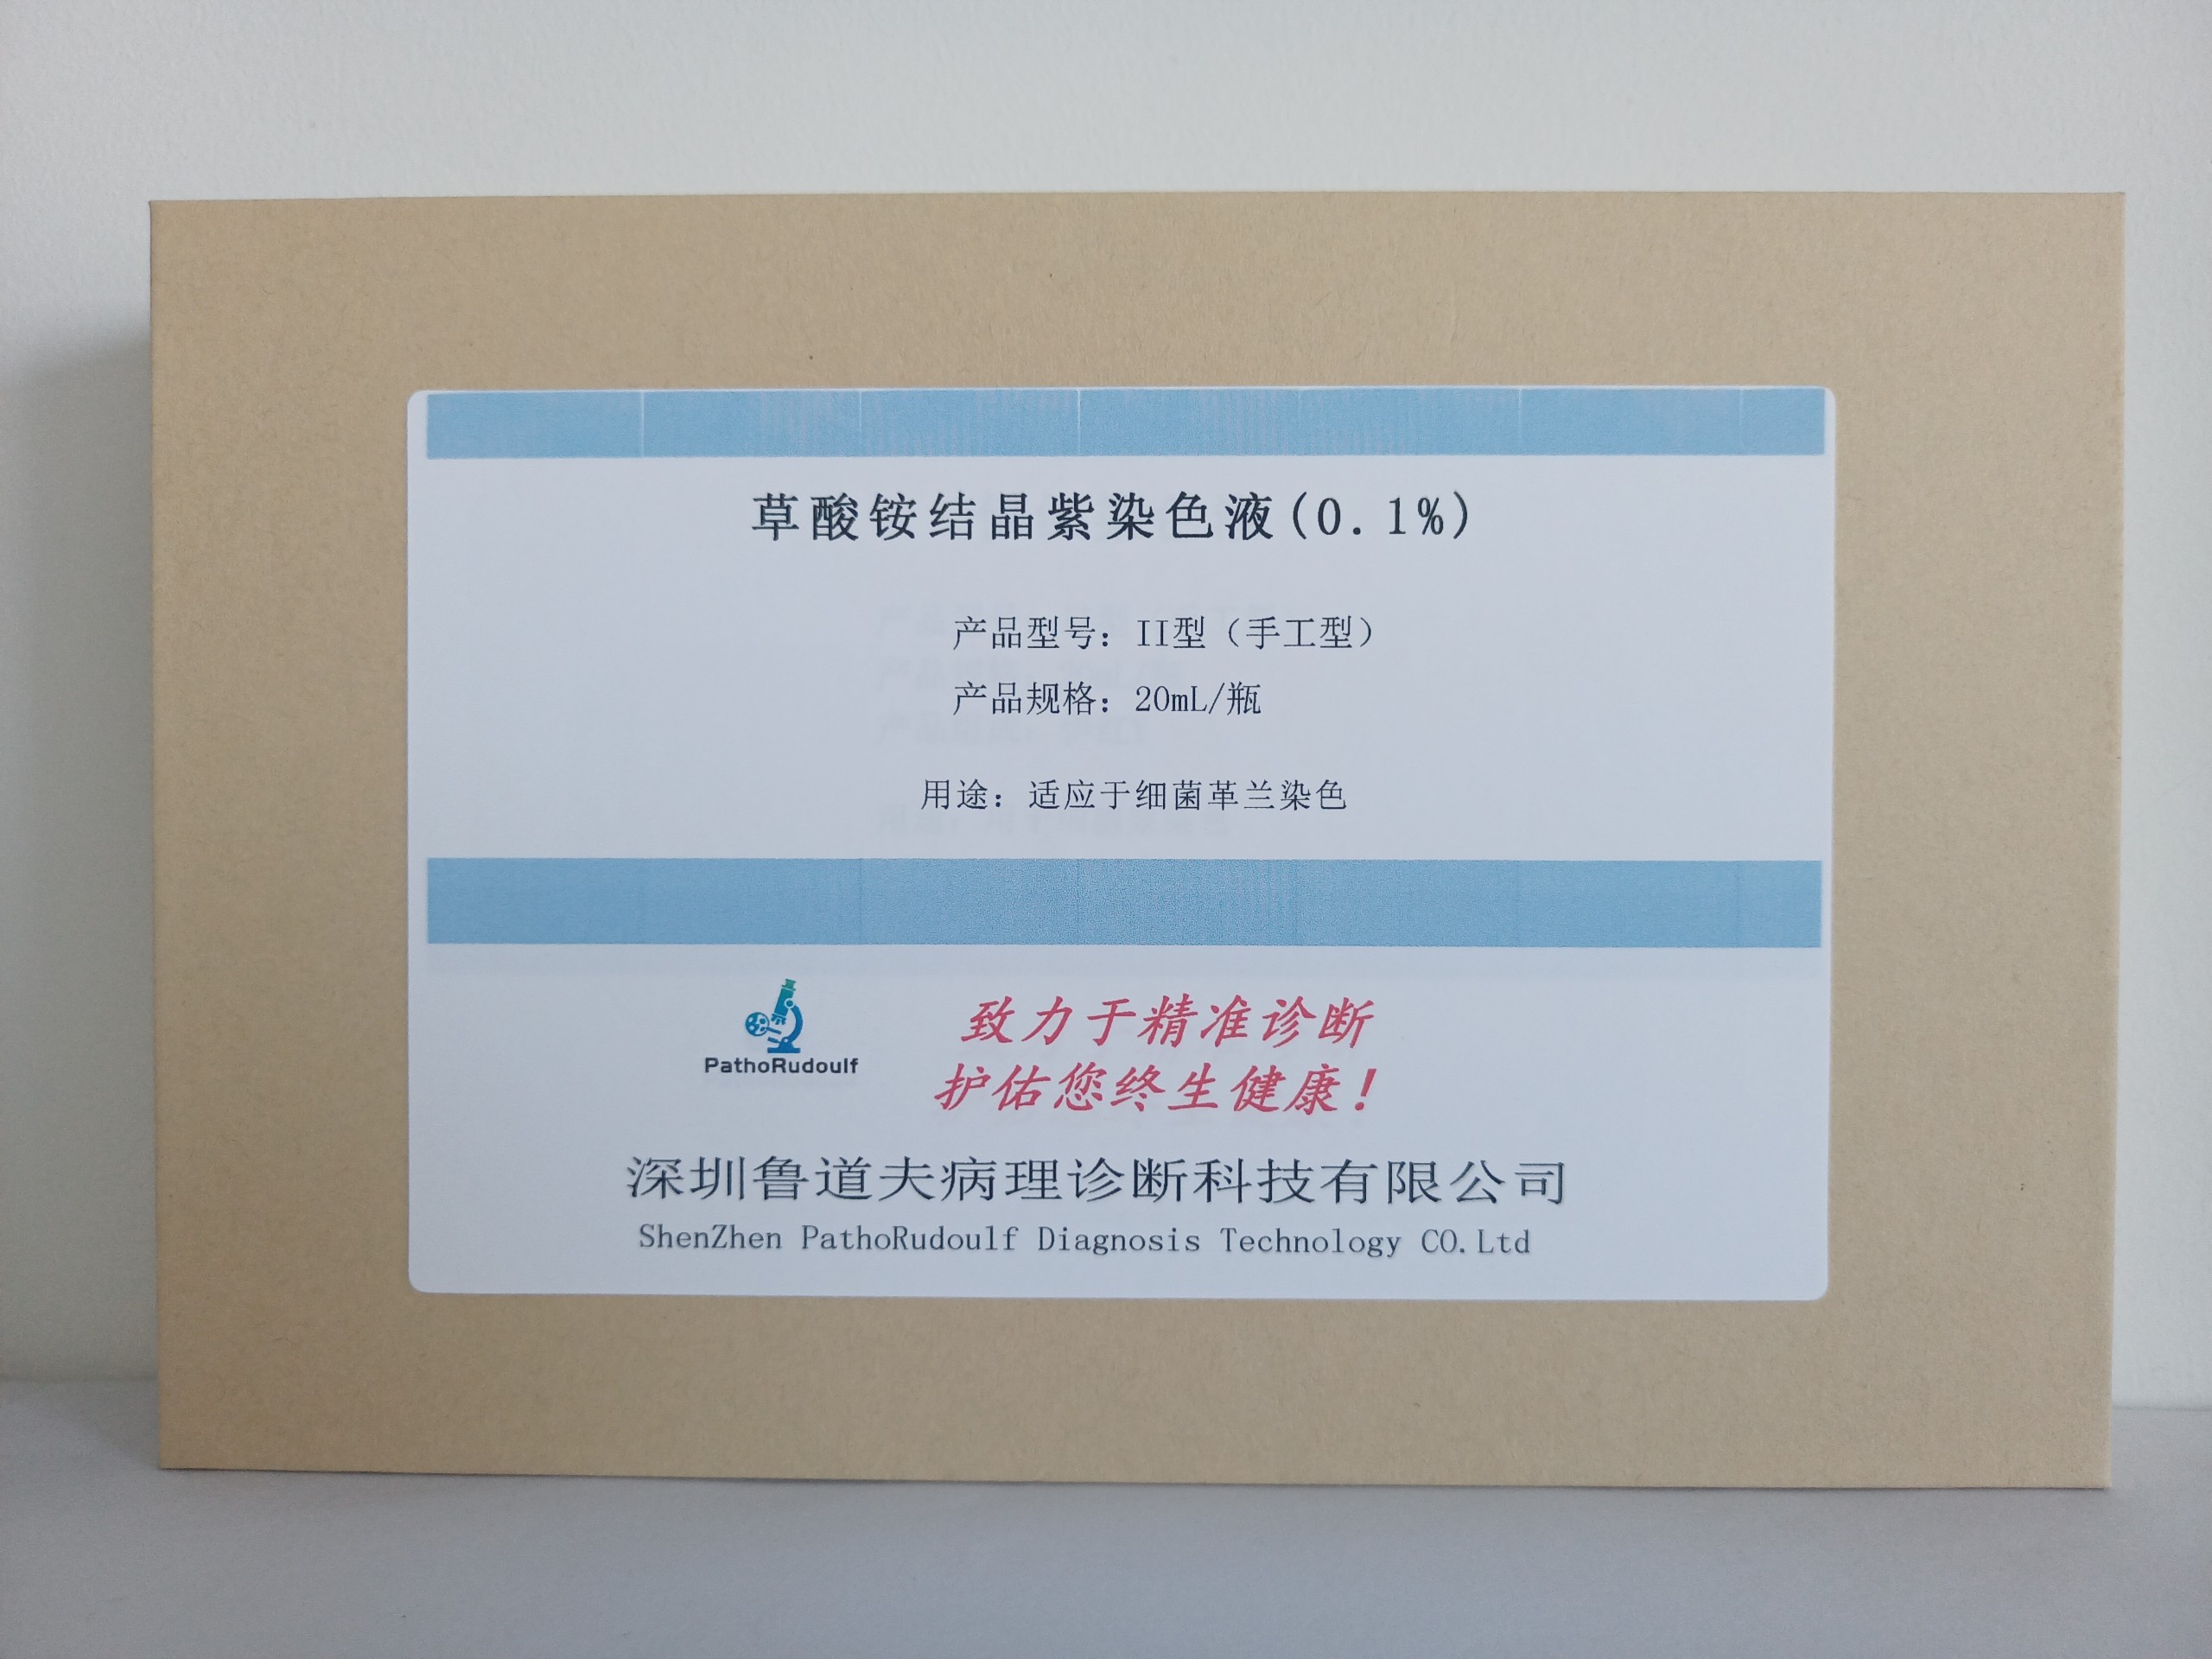 草酸铵结晶紫染色液(0.1%)
产品型号：II型（手工型）
产品规格：20mL/瓶
用途：适应于细菌革兰染色
PathoRudoulf
致力于精准诊断
护佑您终生健康！
深圳鲁道夫病理诊断科技有限公司
ShenZhen PathoRudoulf Diagnosis Technology CO.Ltd